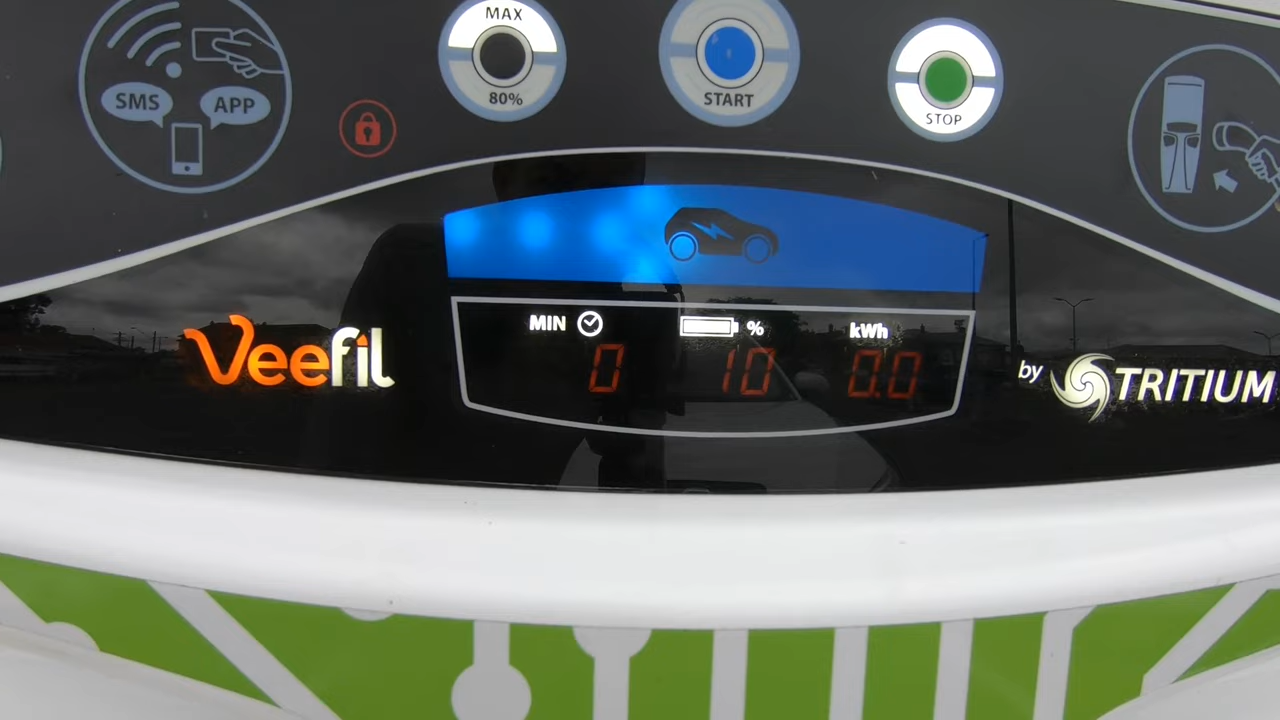 MAX
80%
START
STOP
SMS
APP
MIN
%
kWh
0
10
0.0
Veefil
by TRITIUM